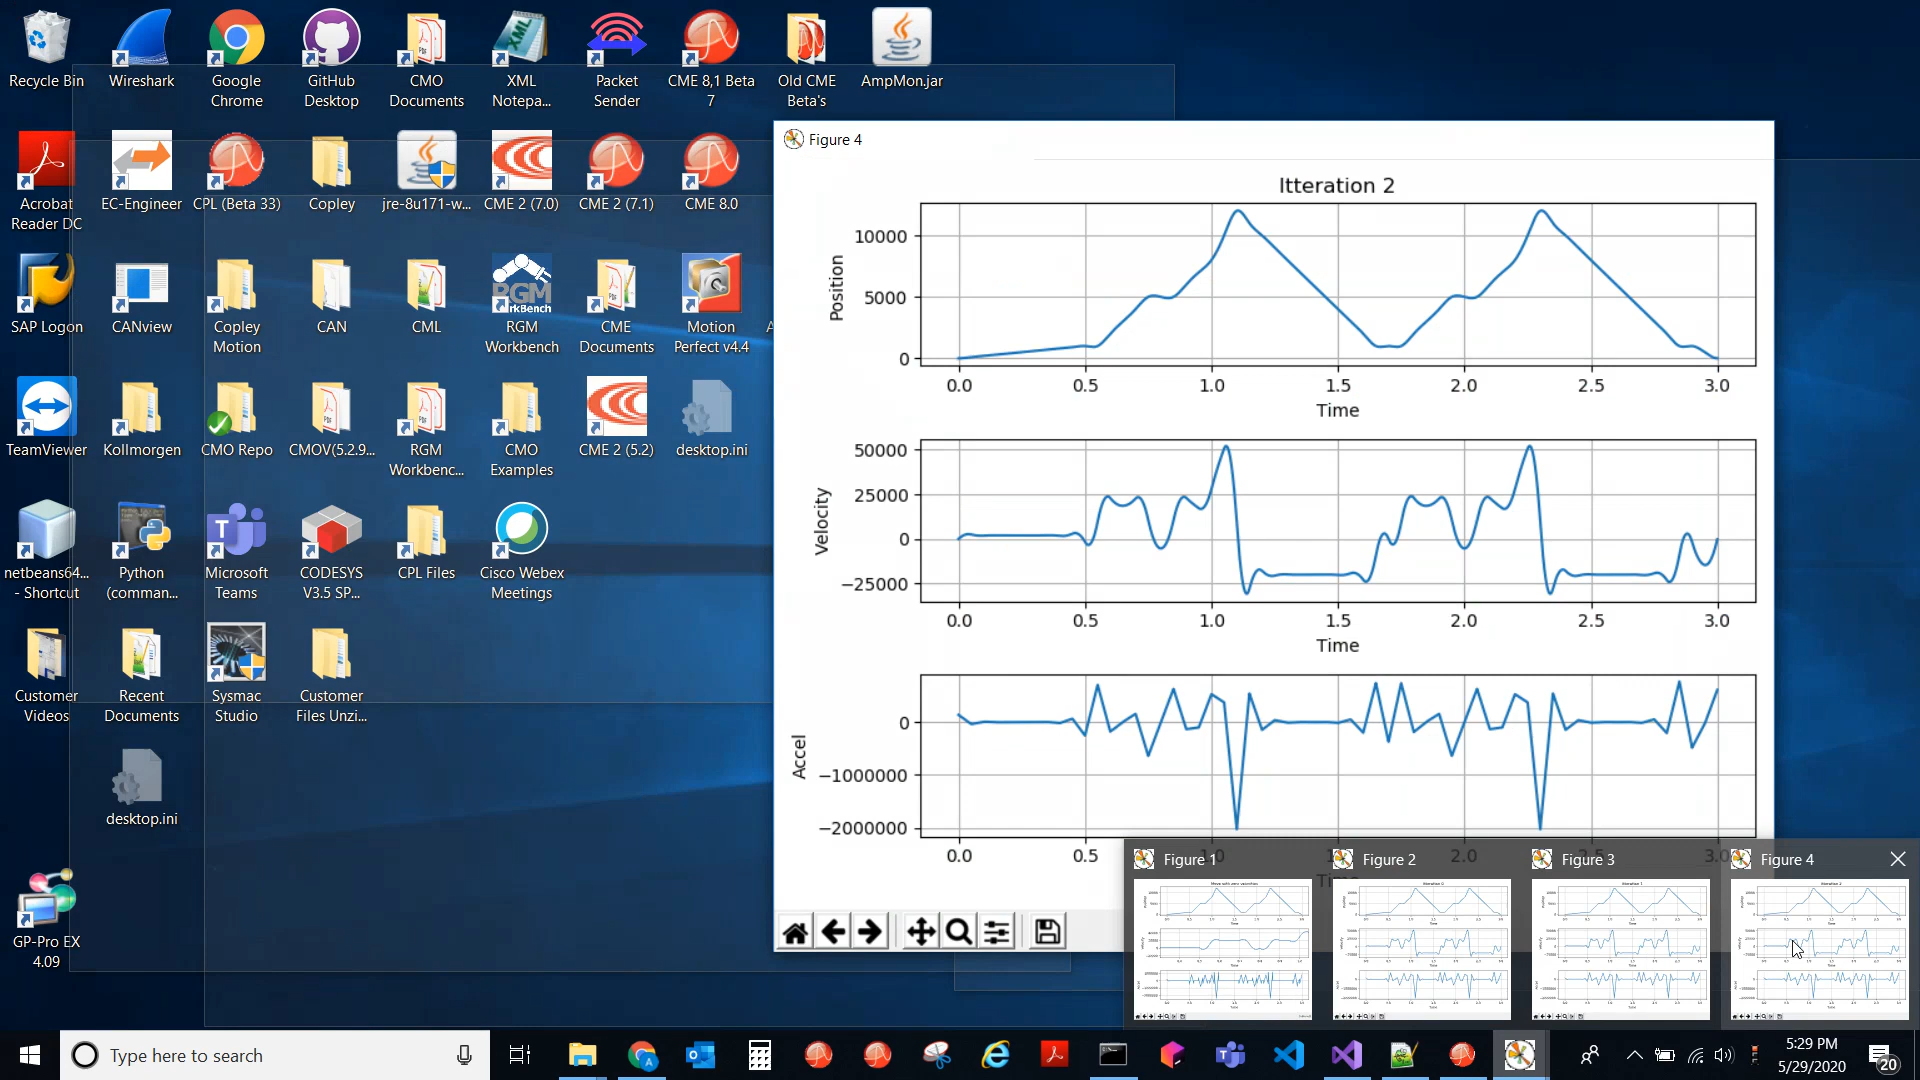 Recycle Bin
Wireshark
Google
Chrome
GitHub
Desktop
CMO
Documents
XML
Notepa...
Packet
Sender
CME 8,1 Beta
7
Old CME
Beta's
AmpMon.jar
Acrobat
Reader DC
EC-Engineer
CPL (Beta 33)
Copley
jre-8u171-w...
CME 2 (7.0)
CME 2 (7.1)
CME 8.0
SAP Logon
CANview
Copley
Motion
CAN
CML
RGM
Workbench
CME
Documents
Motion
Perfect v4.4
TeamViewer
Kollmorgen
CMO Repo
CMOV(5.2.9...
RGM
Workbenc...
CMO
Examples
CME 2 (5.2)
desktop.ini
netbeans64...
- Shortcut
Python
(comman...
Microsoft
Teams
CODESYS
V3.5 SP...
CPL Files
Cisco Webex
Meetings
Customer
Videos
Recent
Documents
Sysmac
Studio
Customer
Files Unzi...
desktop.ini
GP-Pro EX
4.09
Figure 4
Itteration 2
Position
10000
5000
0
0.0 0.5 1.0 1.5 2.0 2.5 3.0
Time
Velocity
50000
25000
0
−25000
0.0 0.5 1.0 1.5 2.0 2.5 3.0
Time
Accel
0
−1000000
−2000000
0.0 0.5 1.0 2.0 3.0
Figure 1
Figure 2
Figure 3
Figure 4
Type here to search
5:29 PM
5/29/2020
20